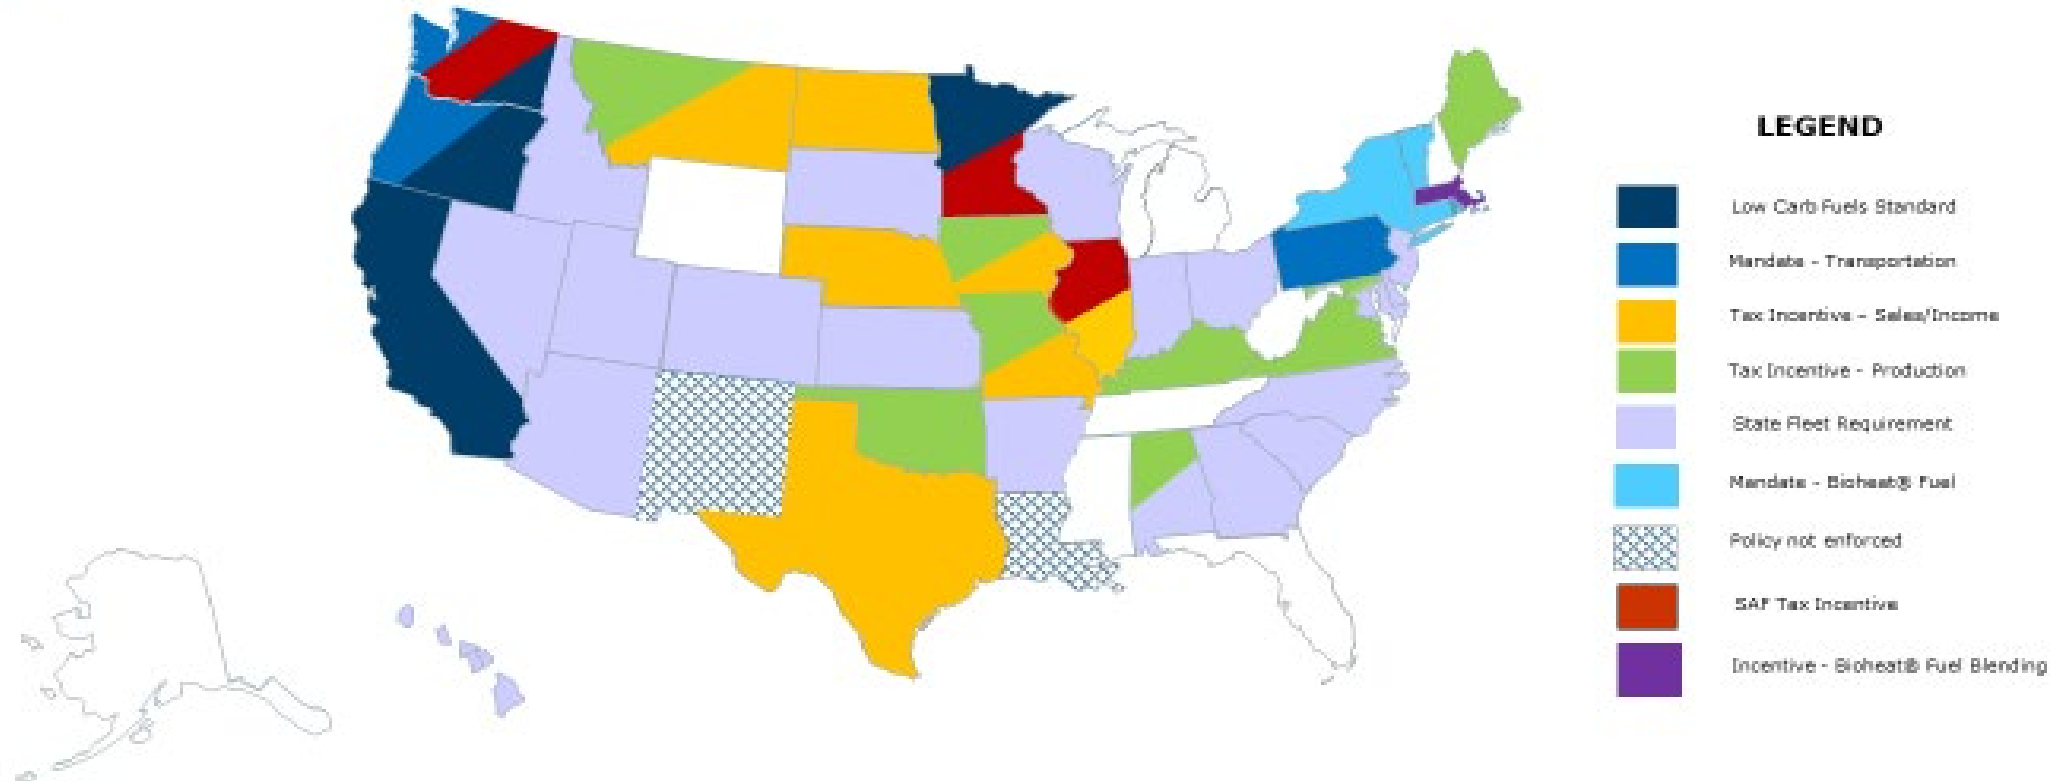 LEGEND
Low Carb Fuels Standard
Mandate - Transportation
Tax Incentive - Sales/Income
Tax Incentive - Production
State Fleet Requirement
Mandate - Bioheat® Fuel
Policy not enforced
SAF Tax Incentive
Incentive - Bioheat® Fuel Blending